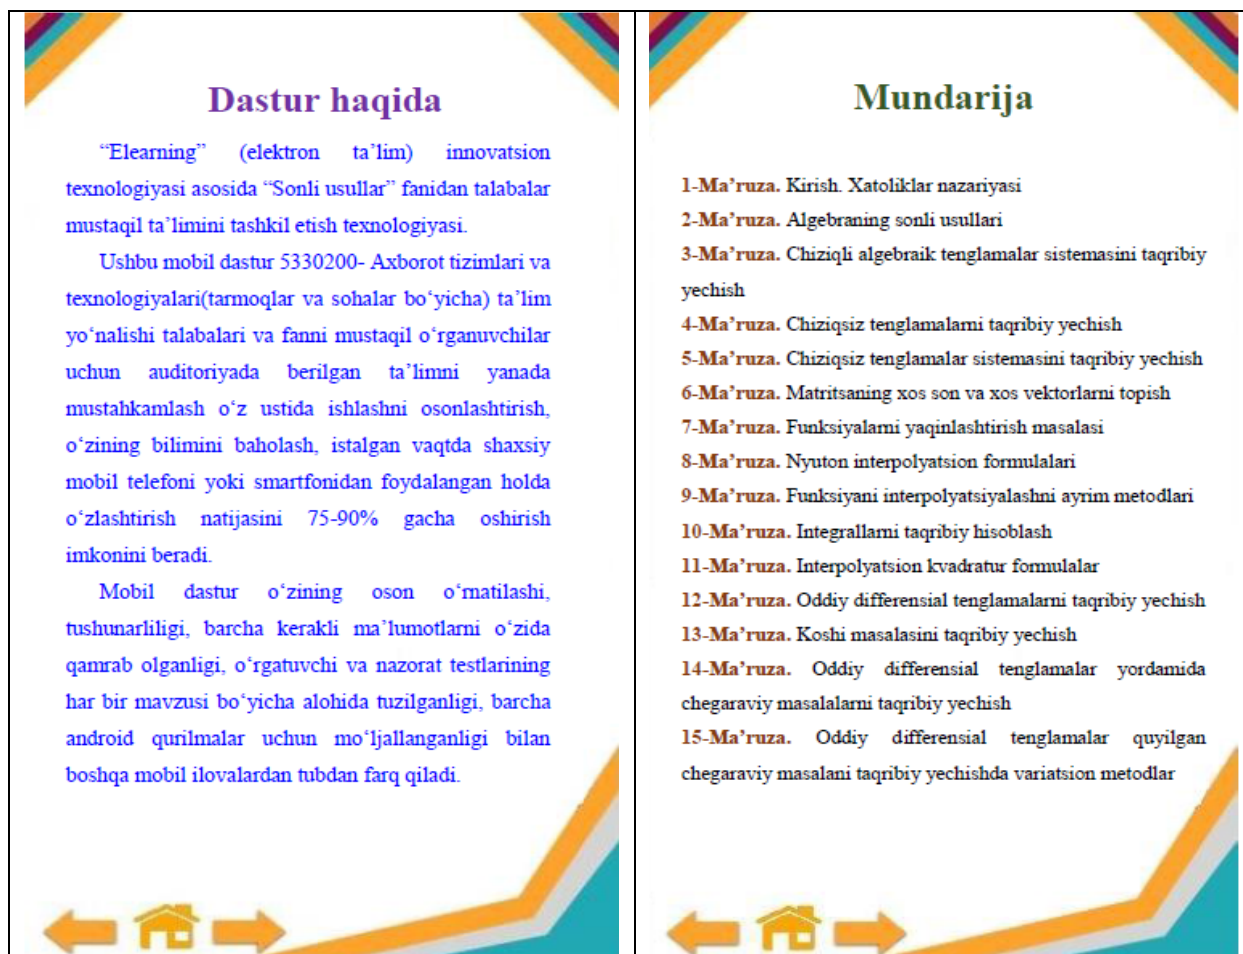 Dastur haqida
“Elearning” (elektron ta’lim) innovatsion
texnologiyasi asosida “Sonli usullar” fanidan talabalar
mustaqil ta’limini tashkil etish texnologiyasi.
Ushbu mobil dastur 5330200- Axborot tizimlari va
texnologiyalari(tarmoqlar va sohalar bo‘yicha) ta’lim
yo‘nalishi talabalari va fanni mustaqil o‘rganuvchilar
uchun auditoriyada berilgan ta’limni yanada
mustahkamlash o‘z ustida ishlashni osonlashtirish,
o‘zining bilimini baholash, istalgan vaqtda shaxsiy
mobil telefoni yoki smartfonidan foydalangan holda
o‘zlashtirish natijasini 75-90% gacha oshirish
imkonini beradi.
Mobil dastur o‘zining oson o‘rnatilashi,
tushunarliligi, barcha kerakli ma’lumotlarni o‘zida
qamrab olganligi, o‘rgatuvchi va nazorat testlarining
har bir mavzusi bo‘yicha alohida tuzilganligi, barcha
android qurilmalar uchun mo‘ljallanganligi bilan
boshqa mobil ilovalardan tubdan farq qiladi.
Mundarija
1-Ma’ruza. Kirish. Xatoliklar nazariyasi
2-Ma’ruza. Algebraning sonli usullari
3-Ma’ruza. Chiziqli algebraik tenglamalar sistemasini taqribiy
yechish
4-Ma’ruza. Chiziqsiz tenglamalarni taqribiy yechish
5-Ma’ruza. Chiziqsiz tenglamalar sistemasini taqribiy yechish
6-Ma’ruza. Matritsaning xos son va xos vektorlarni topish
7-Ma’ruza. Funksiyalarni yaqinlashtirish masalasi
8-Ma’ruza. Nyuton interpolyatsion formulalari
9-Ma’ruza. Funksiyani interpolyatsiyalashni ayrim metodlari
10-Ma’ruza. Integrallarni taqribiy hisoblash
11-Ma’ruza. Interpolyatsion kvadratur formulalar
12-Ma’ruza. Oddiy differensial tenglamalarni taqribiy yechish
13-Ma’ruza. Koshi masalasini taqribiy yechish
14-Ma’ruza. Oddiy differensial tenglamalar yordamida
chegaraviy masalalarni taqribiy yechish
15-Ma’ruza. Oddiy differensial tenglamalar quyilgan
chegaraviy masalani taqribiy yechishda variatsion metodlar